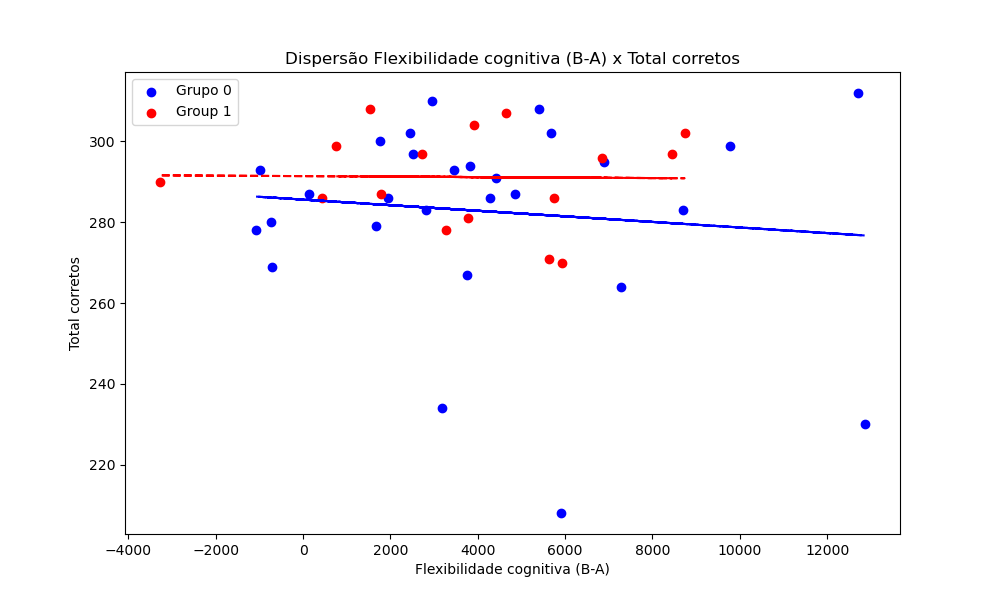 Dispersão Flexibilidade cognitiva (B-A) x Total corretos
Grupo 0
Group 1
Total corretos
300
280
260
240
220
−4000
−2000
0
2000
4000
6000
8000
10000
12000
Flexibilidade cognitiva (B-A)